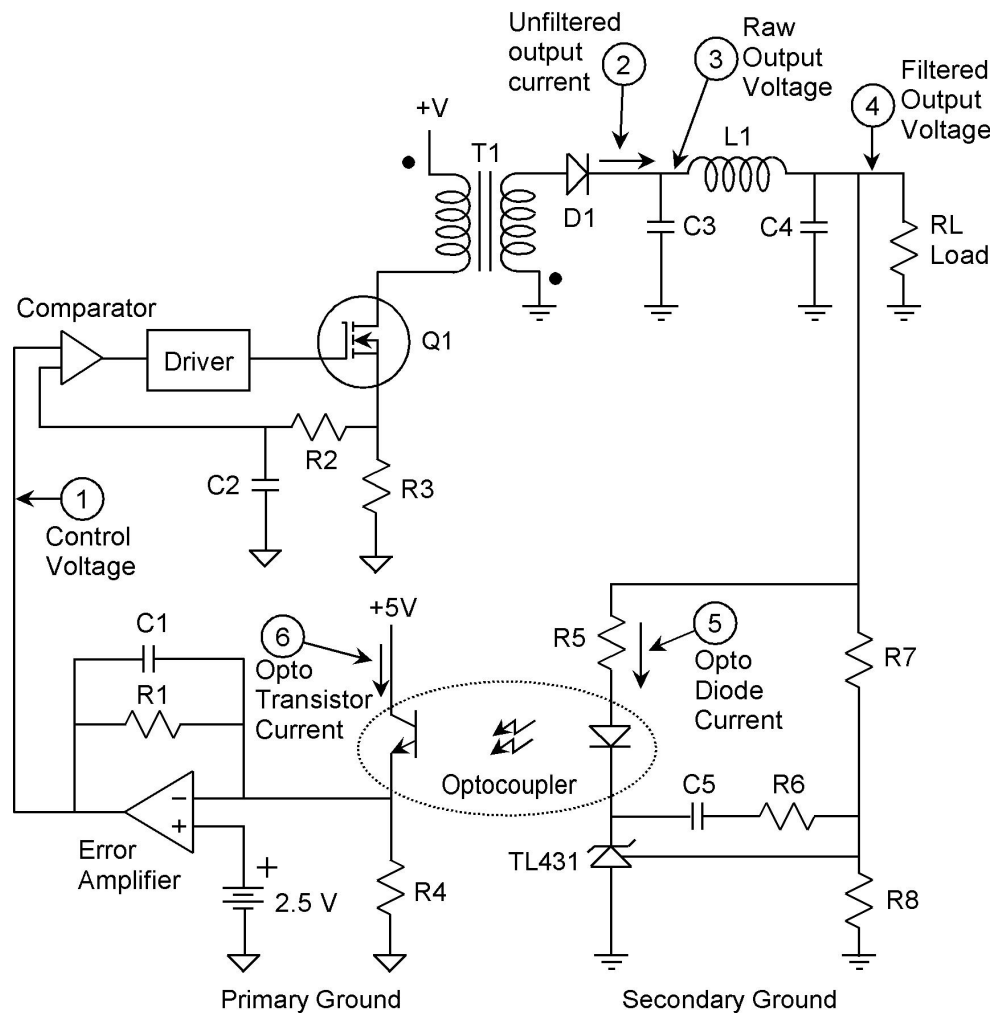 Unfiltered
output
current
2
3
Raw
Output
Voltage
4
Filtered
Output
Voltage
+V
T1
L1
D1
C3
C4
RL
Load
Comparator
Driver
Q1
R2
C2
R3
1
Control
Voltage
+5V
C1
R1
6
Opto
Transistor
Current
R5
5
Opto
Diode
Current
R7
Optocoupler
C5
R6
−
+
Error
Amplifier
+
2.5 V
R4
TL431
R8
Primary Ground
Secondary Ground